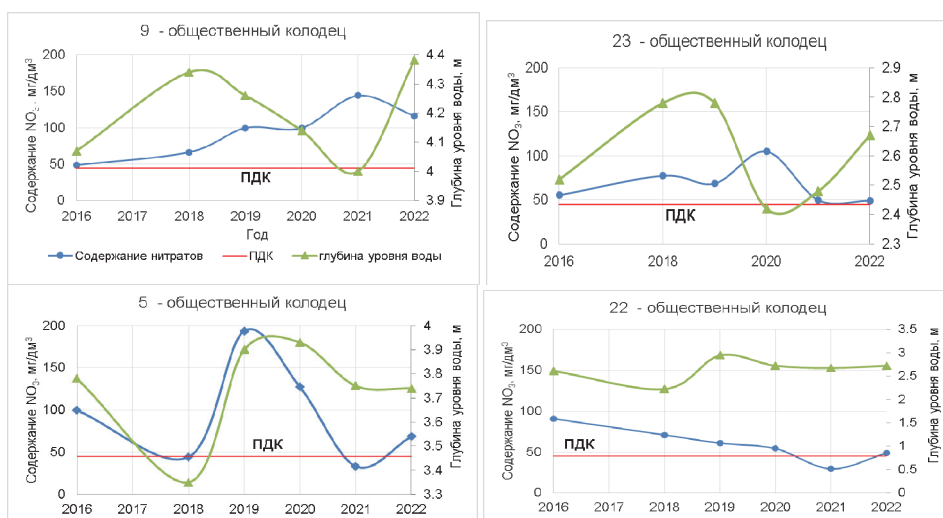 9 - общественный колодец
Содержание NO3, мг/дм3
200
150
100
50
0
4.4
4.3
4.2
4.1
4
3.9
Глубина уровня воды, м
ПДК
2016 2017 2018 2019 2020 2021 2022
Год
Содержание нитратов ПДК глубина уровня воды
23 - общественный колодец
Содержание NO3, мг/дм3
200
150
100
50
0
2.9
2.8
2.7
2.6
2.5
2.4
2.3
Глубина уровня воды, м
ПДК
2016 2018 2020 2022
5 - общественный колодец
Содержание NO3, мг/дм3
200
150
100
50
0
4
3.9
3.8
3.7
3.6
3.5
3.4
3.3
Глубина уровня воды, м
ПДК
2016 2017 2018 2019 2020 2021 2022
22 - общественный колодец
Содержание NO3, мг/дм3
200
150
100
50
0
3.5
3
2.5
2
1.5
1
0.5
0
Глубина уровня воды, м
ПДК
2016 2017 2018 2019 2020 2021 2022